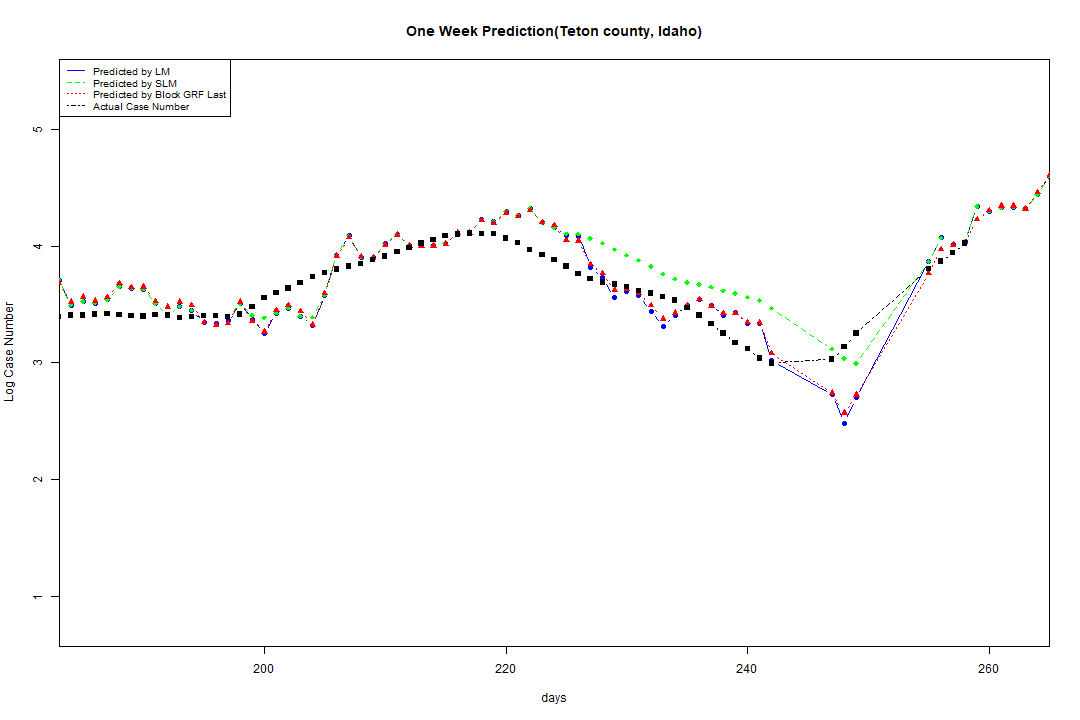 One Week Prediction(Teton county, Idaho)
Predicted by LM
Predicted by SLM
Predicted by Block GRF Last
Actual Case Number
5
4
3
2
1
Log Case Number
200
220
240
260
days